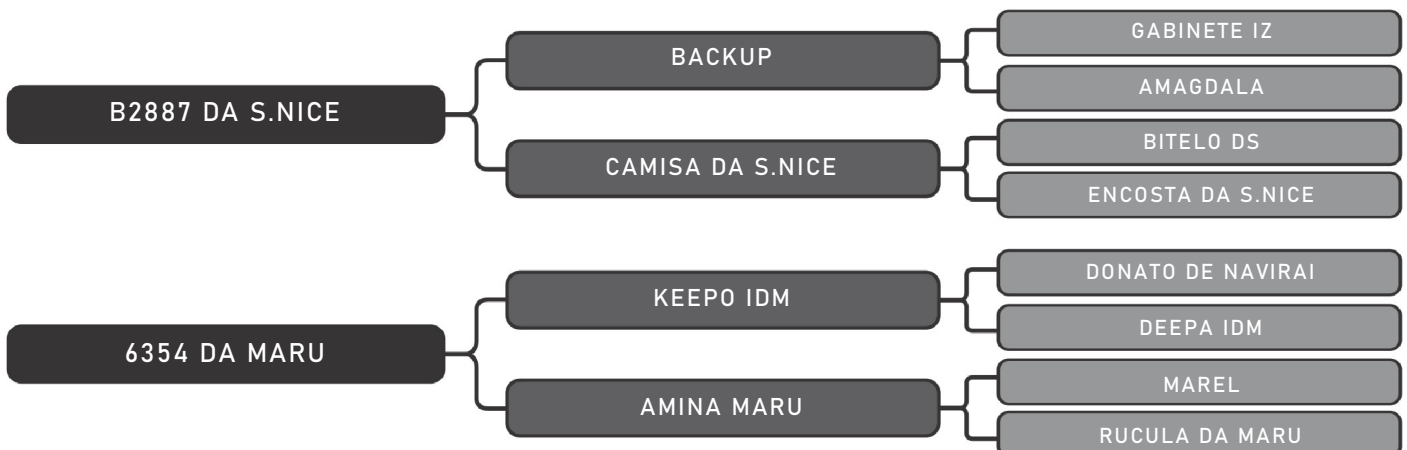 B2887 DA S.NICE
BACKUP
GABINETE IZ
AMAGDALA
CAMISA DA S.NICE
BITELO DS
ENCOSTA DA S.NICE
6354 DA MARU
KEEPO IDM
DONATO DE NAVIRAI
DEEPA IDM
AMINA MARU
MAREL
RUCULA DA MARU